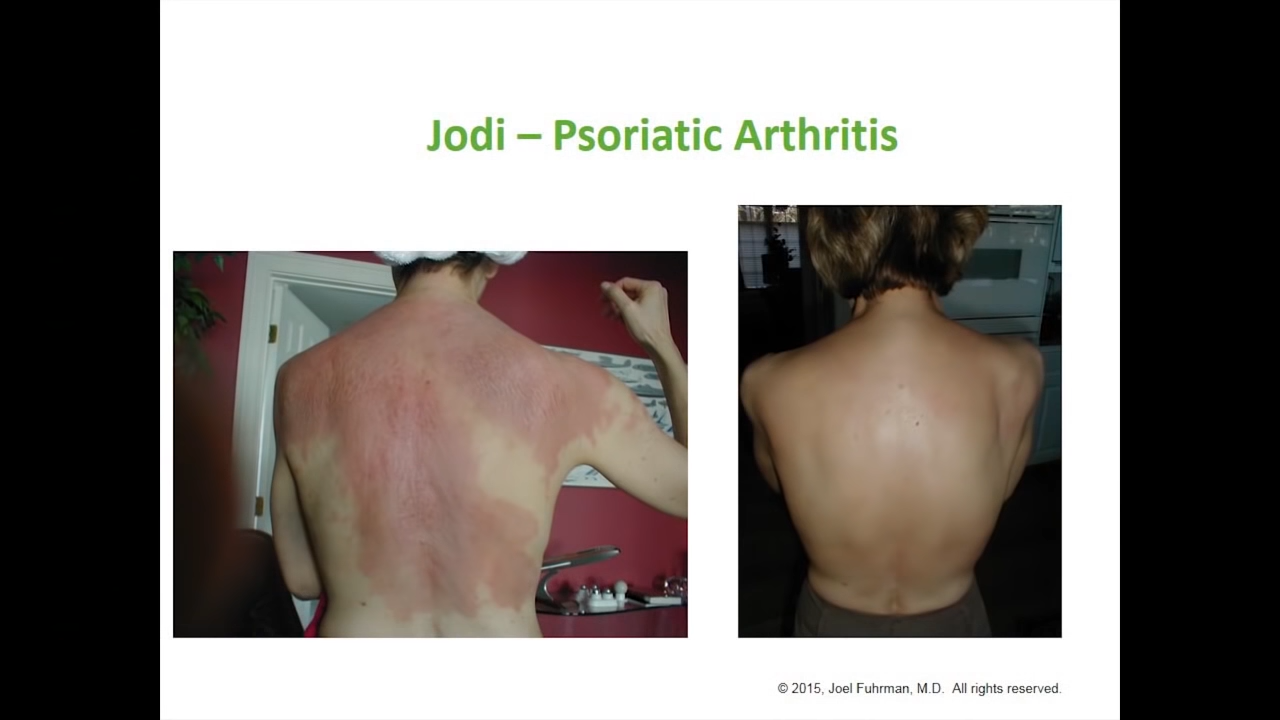 Jodi – Psoriatic Arthritis
© 2015, Joel Fuhrman, M.D.  All rights reserved.